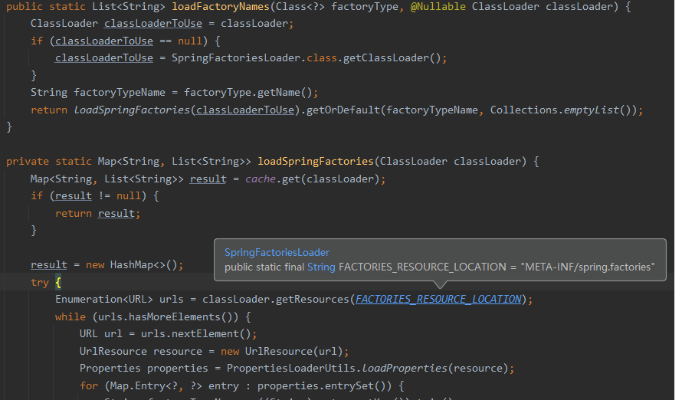 public static List<String> loadFactoryNames(Class<?> factoryType, @Nullable ClassLoader classLoader) {
ClassLoader classLoaderToUse = classLoader;
if (classLoaderToUse == null) {
classLoaderToUse = SpringFactoriesLoader.class.getClassLoader();
}
String factoryTypeName = factoryType.getName();
return loadSpringFactories(classLoaderToUse).getOrDefault(factoryTypeName, Collections.emptyList());
}
private static Map<String, List<String>> loadSpringFactories(ClassLoader classLoader) {
Map<String, List<String>> result = cache.get(classLoader);
if (result != null) {
return result;
}
SpringFactoriesLoader
public static final String FACTORIES_RESOURCE_LOCATION = "META-INF/spring.factories"
result = new HashMap<>();
try {
Enumeration<URL> urls = classLoader.getResources(FACTORIES_RESOURCE_LOCATION);
while (urls.hasMoreElements()) {
URL url = urls.nextElement();
UrlResource resource = new UrlResource(url);
Properties properties = PropertiesLoaderUtils.loadProperties(resource);
for (Map.Entry<?, ?> entry : properties.entrySet()) {